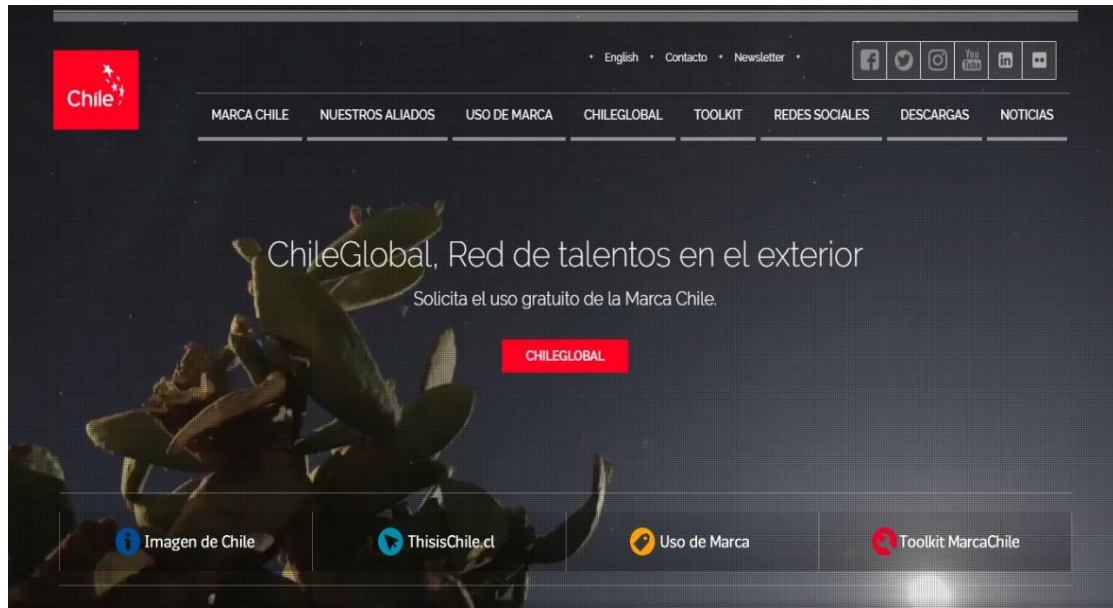 English Contacto Newsletter
You
Tube
Chile
MARCA CHILE NUESTROS ALIADOS USO DE MARCA CHILEGLOBAL TOOLKIT REDES SOCIALES DESCARGAS NOTICIAS
ChileGlobal, Red de talentos en el exterior
Solicita el uso gratuito de la Marca Chile.
CHILEGLOBAL
Imagen de Chile ThisisChile.cl Uso de Marca Toolkit MarcaChile